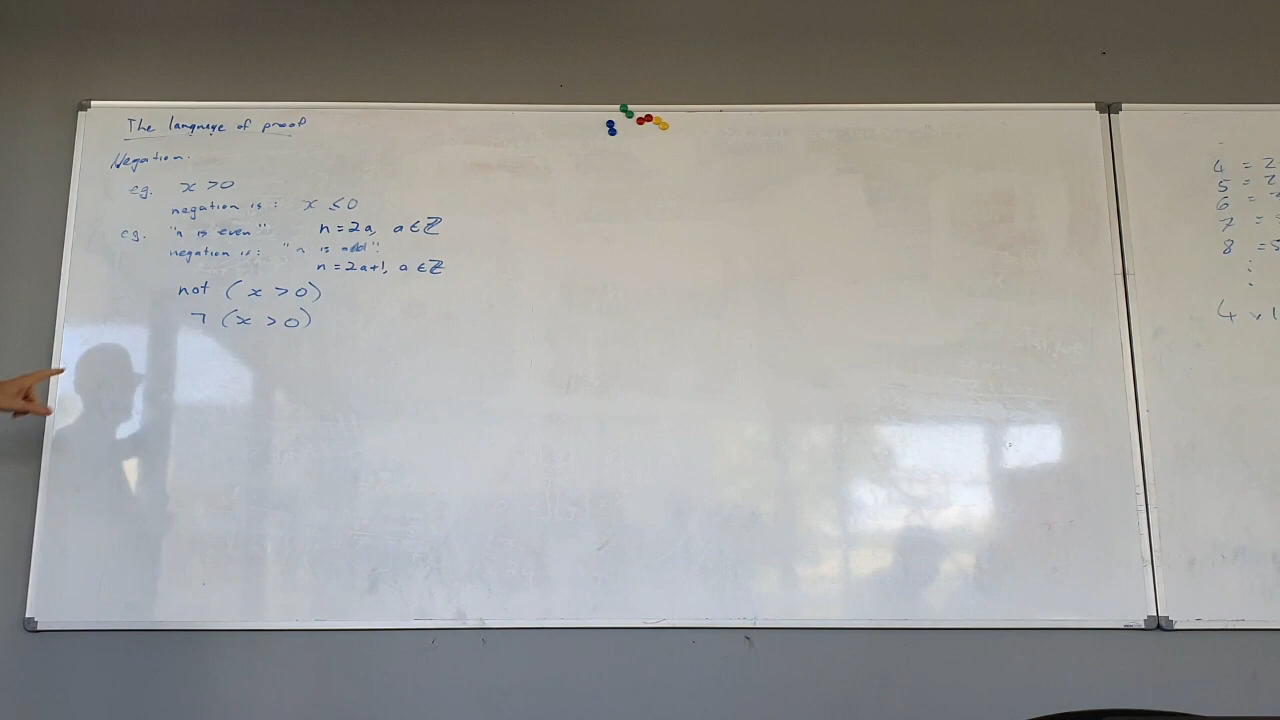 The language of proof
Negation.
eg. x > 0
negation is: x ≤ 0
eg. "n is even" n = 2a, a ∈ ℤ
negation is: "n is odd".
n = 2a+1, a ∈ ℤ
not (x > 0)
¬ (x > 0)
4 = 2
5 = 2
6 =
7 =
8 = 5
⋮
4